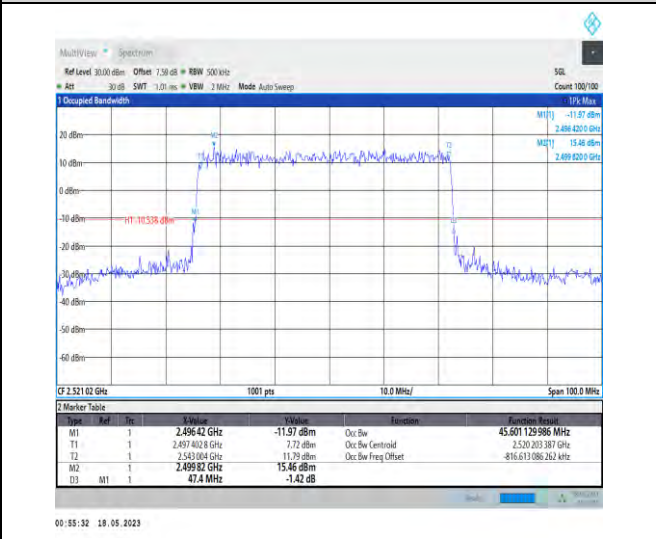 MultiView Spectrum
Ref Level 30.00 dBm Offset 7.59 dB RBW 500 kHz SGL
Att 30 dB SWT 1.01 ms VBW 2 MHz Mode Auto Sweep Count 100/100
1 Occupied Bandwidth 1Pk Max
M1[1] -11.97 dBm
2.496 4200 GHz
20 dBm M2 M2[1] 15.46 dBm
2.499 8200 GHz
T1 T2
10 dBm
0 dBm
-10 dBm H1 -10.538 dBm M1 D3
-20 dBm
-30 dBm
-40 dBm
-50 dBm
-60 dBm
CF 2.521 02 GHz 1001 pts 10.0 MHz/ Span 100.0 MHz
2 Marker Table
Type Ref Trc X-Value Y-Value Function Function Result
M1 1 2.496 42 GHz -11.97 dBm Occ Bw 45.601 129 986 MHz
T1 1 2.497 402 8 GHz 7.72 dBm Occ Bw Centroid 2.520 203 387 GHz
T2 1 2.543 004 GHz 11.79 dBm Occ Bw Freq Offset -816.613 086 262 kHz
M2 1 2.499 82 GHz 15.46 dBm
D3 M1 1 47.4 MHz -1.42 dB
00:55:32 18.05.2023